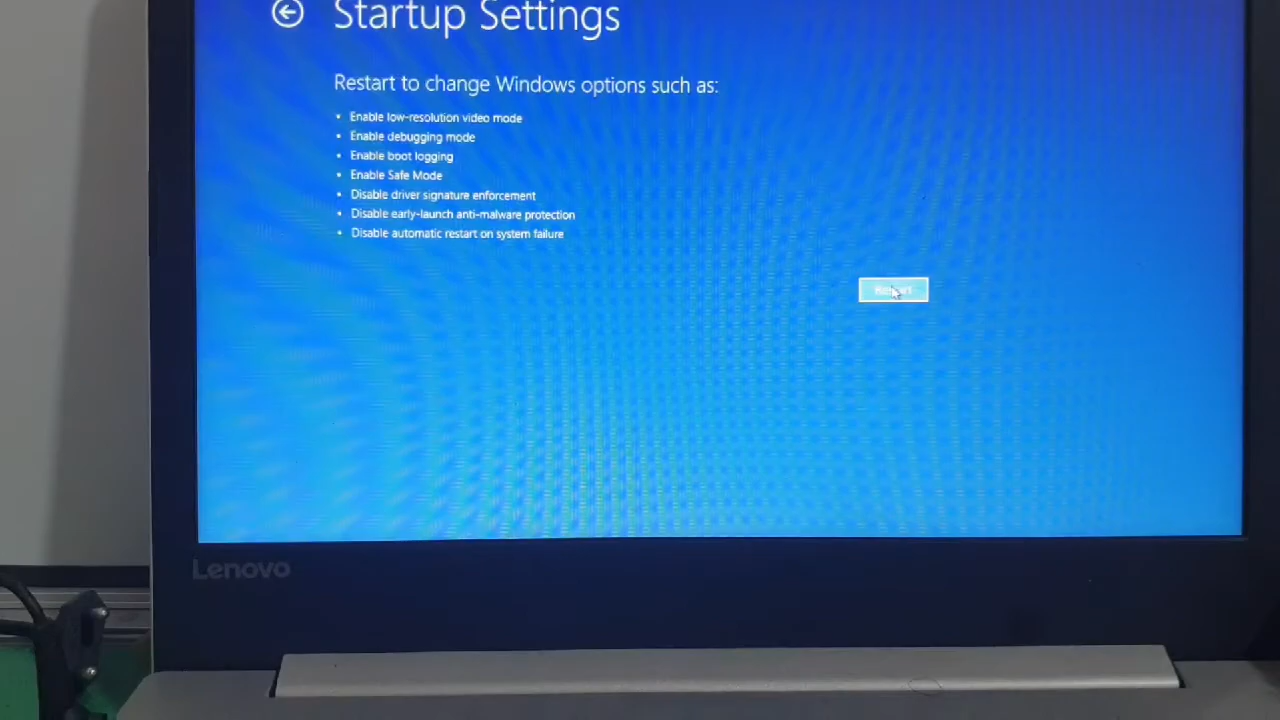 Startup Settings
Restart to change Windows options such as:
• Enable low-resolution video mode
• Enable debugging mode
• Enable boot logging
• Enable Safe Mode
• Disable driver signature enforcement
• Disable early-launch anti-malware protection
• Disable automatic restart on system failure
Restart
Lenovo